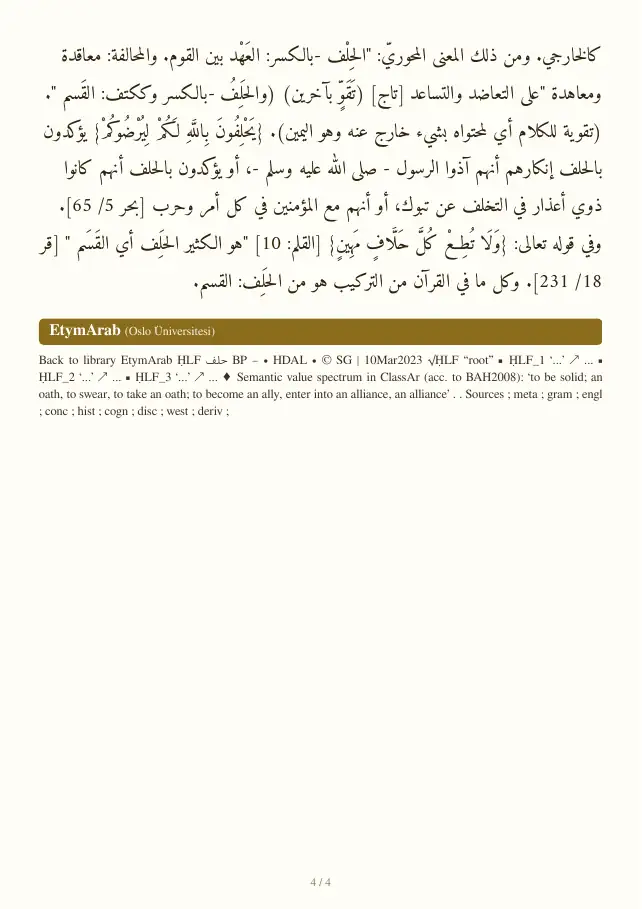 كالخارجي. ومن ذلك المعنى المحوريّ: "الحِلْف -بالكسر: العَهْد بين القوم. والمحالفة: معاقدة
ومعاهدة "على التعاضد والتساعد [تاج] (تَقَوٍّ بآخرين) (والحَلِفُ -بالكسر وككتف: القَسم ".
(تقوية للكلام أي لمحتواه بشيء خارج عنه وهو اليمين). {يَحْلِفُونَ بِاللَّهِ لَكُمْ لِيُرْضُوكُمْ} يؤكدون
بالحلف إنكارهم أنهم آذوا الرسول - صلى الله عليه وسلم -، أو يؤكدون بالحلف أنهم كانوا
ذوي أعذار في التخلف عن تبوك، أو أنهم مع المؤمنين في كل أمر وحرب [بحر 5/ 65].
وفي قوله تعالى: {وَلَا تُطِعْ كُلَّ حَلَّافٍ مَهِينٍ} [القلم: 10] "هو الكثير الحَلِف أي القَسَم " [قر
18/ 231]. وكل ما في القرآن من التركيب هو من الحَلِف: القسم.
EtymArab (Oslo Üniversitesi)
Back to library EtymArab ḤLF حلف BP – • HDAL • © SG | 10Mar2023 √ḤLF “root” ▪ ḤLF_1 ‘...’ ↗ ... ▪
ḤLF_2 ‘...’ ↗ ... ▪ ḤLF_3 ‘...’ ↗ ... ♦ Semantic value spectrum in ClassAr (acc. to BAH2008): ‘to be solid; an
oath, to swear, to take an oath; to become an ally, enter into an alliance, an alliance’ . . Sources ; meta ; gram ; engl
; conc ; hist ; cogn ; disc ; west ; deriv ;
4 / 4